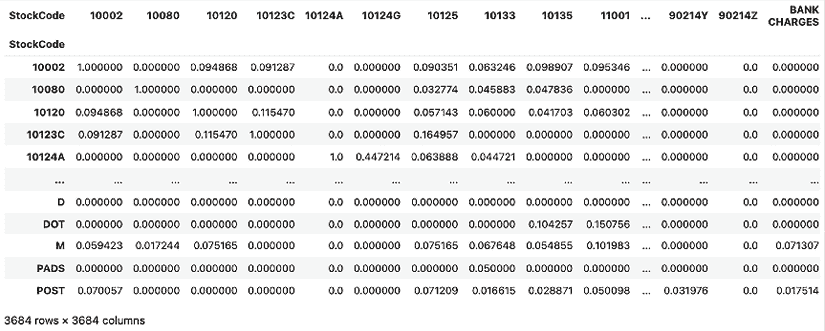 StockCode 10002 10080 10120 10123C 10124A 10124G 10125 10133 10135 11001 ... 90214Y 90214Z BANK CHARGES
StockCode
10002 1.000000 0.000000 0.094868 0.091287 0.0 0.000000 0.090351 0.063246 0.098907 0.095346 ... 0.000000 0.0 0.000000
10080 0.000000 1.000000 0.000000 0.000000 0.0 0.000000 0.032774 0.045883 0.047836 0.000000 ... 0.000000 0.0 0.000000
10120 0.094868 0.000000 1.000000 0.115470 0.0 0.000000 0.057143 0.060000 0.041703 0.060302 ... 0.000000 0.0 0.000000
10123C 0.091287 0.000000 0.115470 1.000000 0.0 0.000000 0.164957 0.000000 0.000000 0.000000 ... 0.000000 0.0 0.000000
10124A 0.000000 0.000000 0.000000 0.000000 1.0 0.447214 0.063888 0.044721 0.000000 0.000000 ... 0.000000 0.0 0.000000
... ... ... ... ... ... ... ... ... ... ... ... ... ... ...
D 0.000000 0.000000 0.000000 0.000000 0.0 0.000000 0.000000 0.000000 0.000000 0.000000 ... 0.000000 0.0 0.000000
DOT 0.000000 0.000000 0.000000 0.000000 0.0 0.000000 0.000000 0.000000 0.104257 0.150756 ... 0.000000 0.0 0.000000
M 0.059423 0.017244 0.075165 0.000000 0.0 0.000000 0.075165 0.067648 0.054855 0.101983 ... 0.000000 0.0 0.071307
PADS 0.000000 0.000000 0.000000 0.000000 0.0 0.000000 0.000000 0.050000 0.000000 0.000000 ... 0.000000 0.0 0.000000
POST 0.070057 0.000000 0.000000 0.000000 0.0 0.000000 0.071209 0.016615 0.028871 0.050098 ... 0.031976 0.0 0.017514
3684 rows × 3684 columns